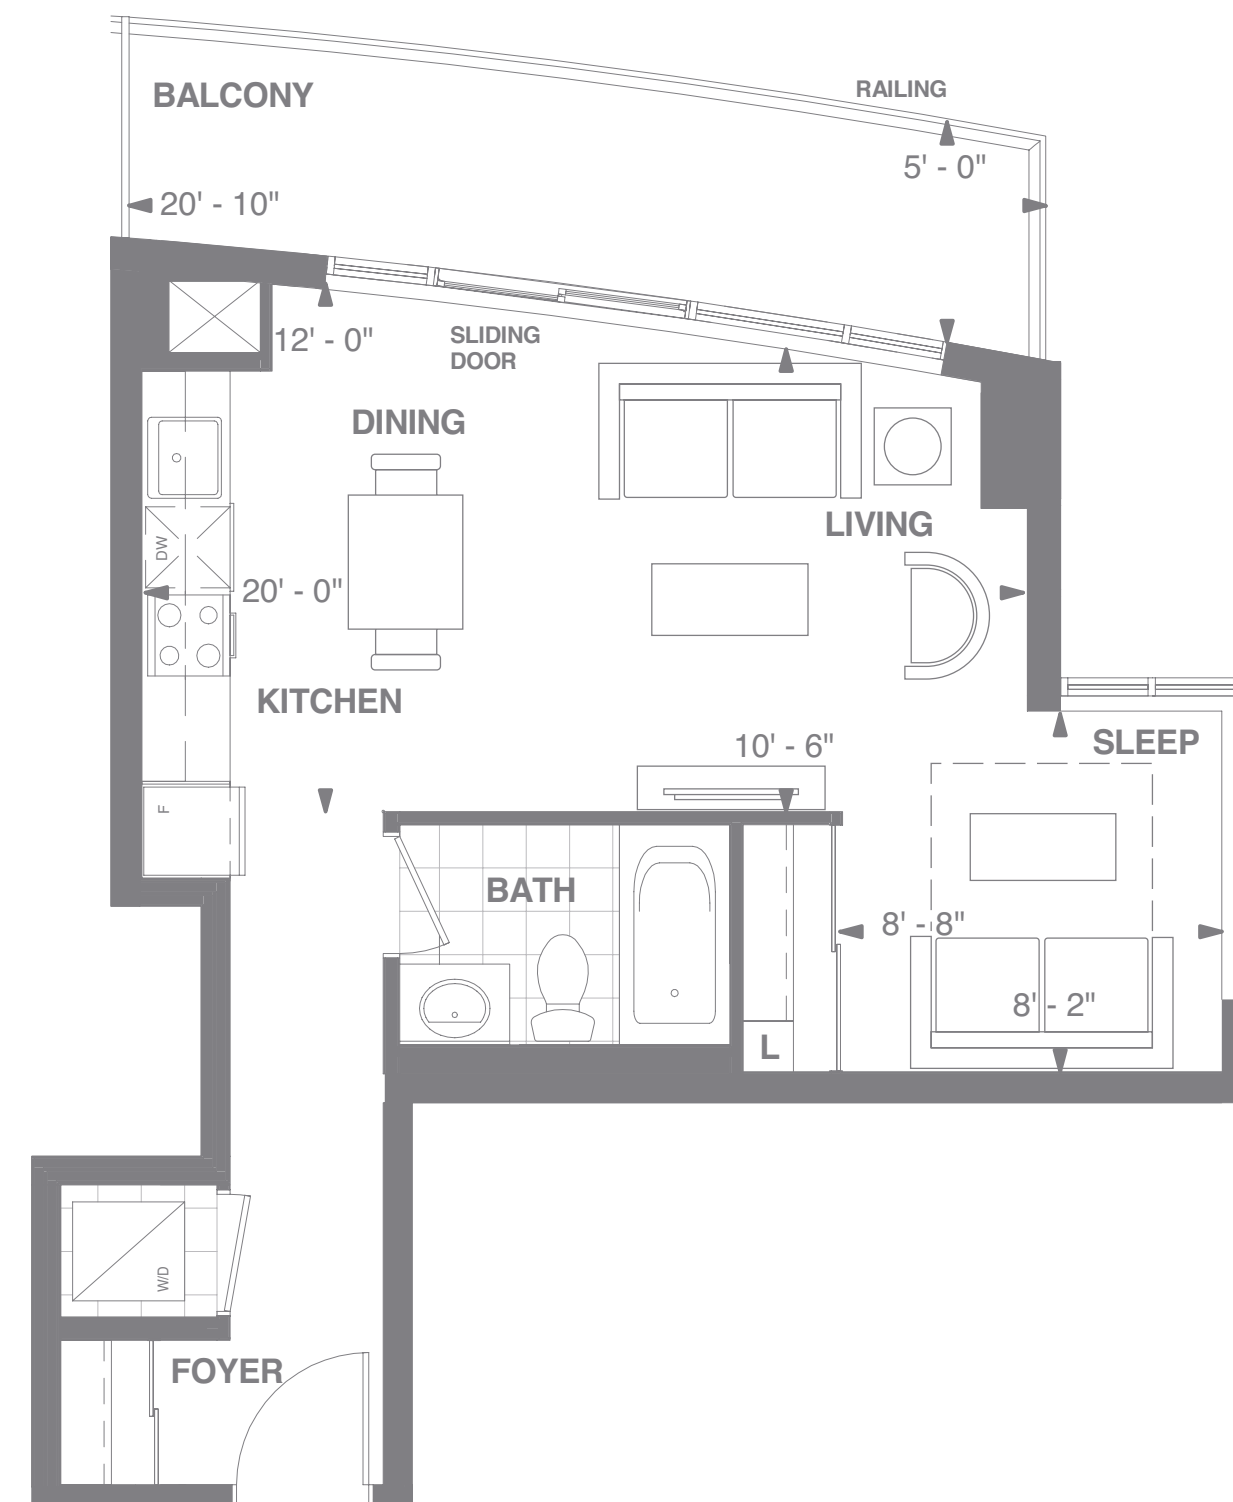 BALCONY
RAILING
5' - 0"
20' - 10"
12' - 0"
SLIDING
DOOR
DINING
LIVING
DW
20' - 0"
KITCHEN
10' - 6"
SLEEP
F
BATH
8' - 8"
8' - 2"
L
W/D
FOYER